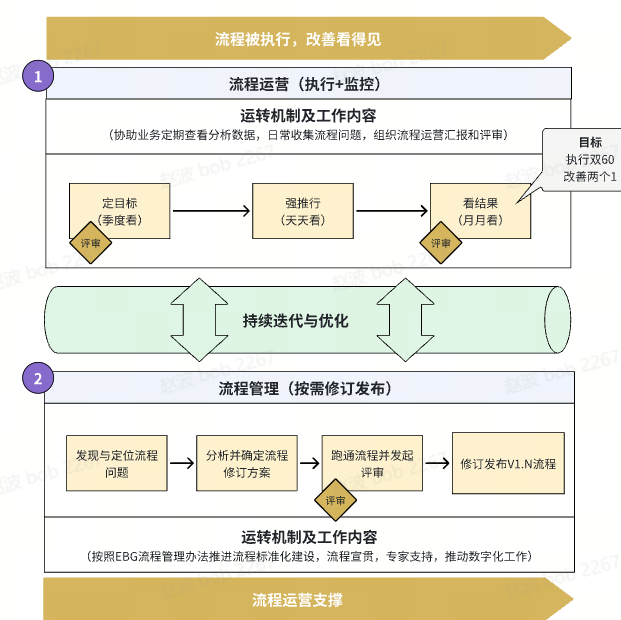 流程被执行，改善看得见
1
流程运营（执行+监控）
运转机制及工作内容
（协助业务定期查看分析数据，日常收集流程问题，组织流程运营汇报和评审）
目标
执行双60
改善两个1
定目标
（季度看）
强推行
（天天看）
看结果
（月月看）
评审
评审
持续迭代与优化
2
流程管理（按需修订发布）
发现与定位流程
问题
分析并确定流程
修订方案
跑通流程并发起
评审
修订发布V1.N流程
评审
运转机制及工作内容
（按照EBG流程管理办法推进流程标准化建设，流程宣贯，专家支持，推动数字化工作）
流程运营支撑
赵波 bob 2267